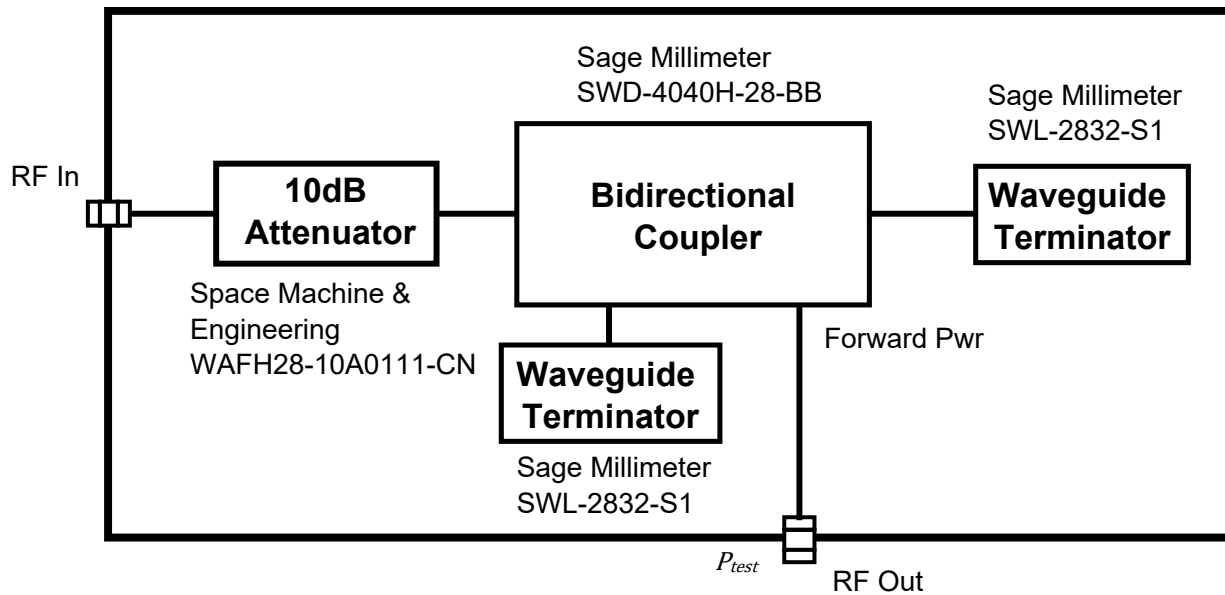 Sage Millimeter
SWD-4040H-28-BB
Sage Millimeter
SWL-2832-S1
RF In
10dB
Attenuator
Bidirectional
Coupler
Waveguide
Terminator
Space Machine &
Engineering
WAFH28-10A0111-CN
Forward Pwr
Waveguide
Terminator
Sage Millimeter
SWL-2832-S1
Ptest
RF Out